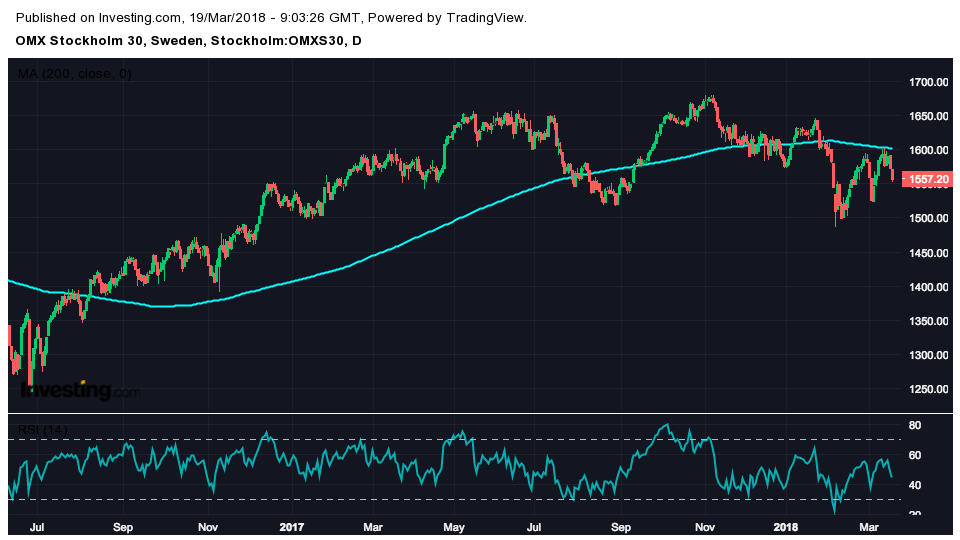 Published on Investing.com, 19/Mar/2018 - 9:03:26 GMT, Powered by TradingView.
OMX Stockholm 30, Sweden, Stockholm:OMXS30, D
MA (200, close, 0)
1700.00
1650.00
1600.00
1557.20
1500.00
1450.00
1400.00
1350.00
1300.00
1250.00
Investing.com
RSI (14)
80
60
40
20
Jul Sep Nov 2017 Mar May Jul Sep Nov 2018 Mar